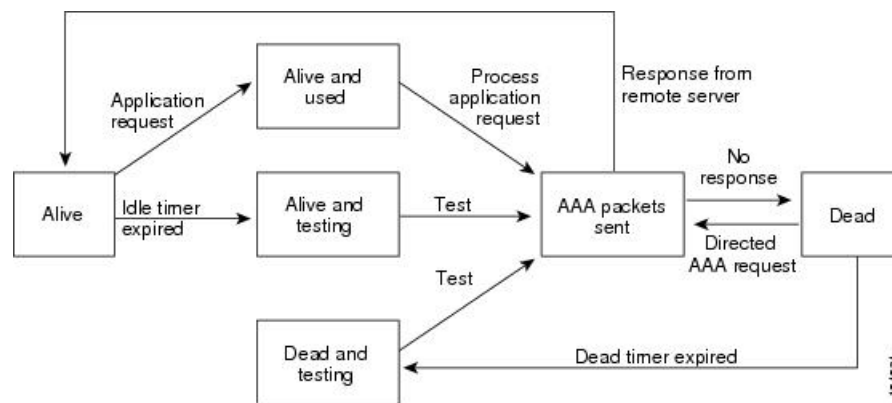 Alive and
used
Process
application
request
Response from
remote server
Application
request
No
response
Alive
Idle timer
expired
Alive and
testing
Test
AAA packets
sent
Dead
Directed
AAA request
Test
Dead and
testing
Dead timer expired